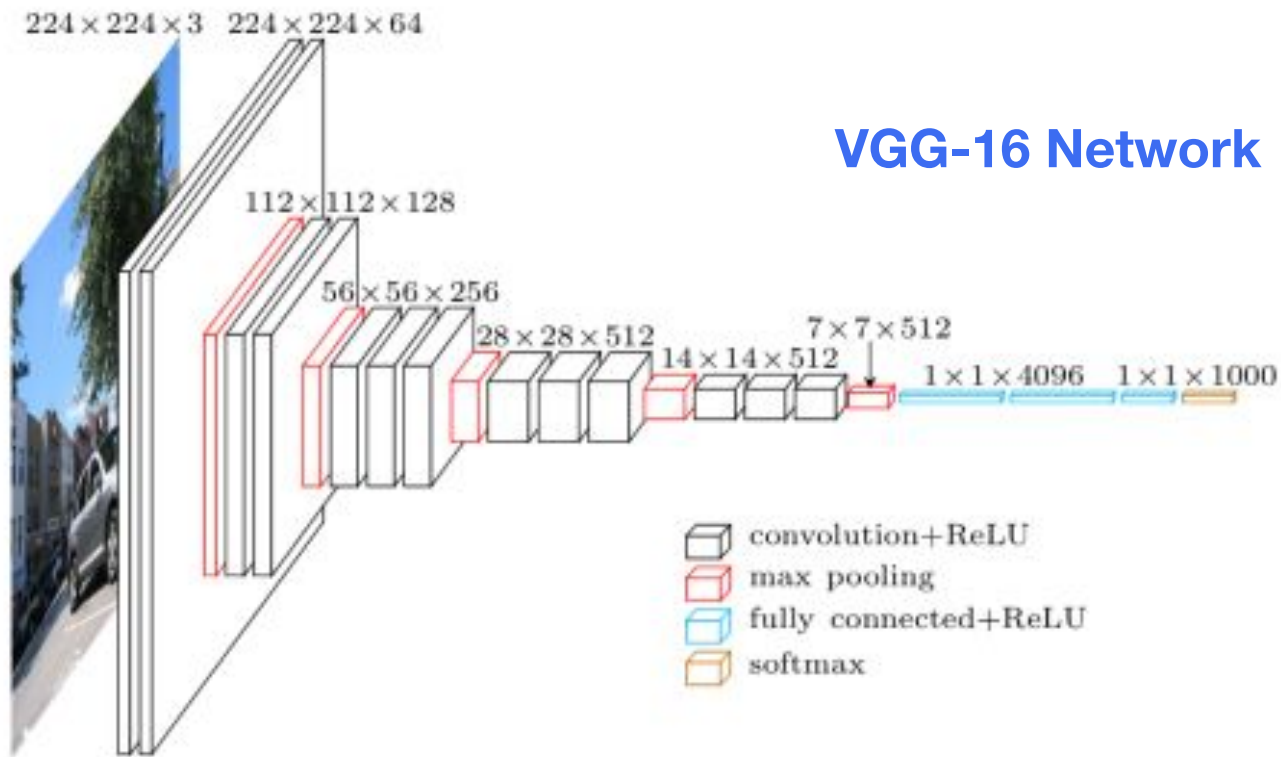 224 × 224 × 3
224 × 224 × 64
VGG-16 Network
112 × 112 × 128
56 × 56 × 256
28 × 28 × 512
14 × 14 × 512
7 × 7 × 512
1 × 1 × 4096
1 × 1 × 1000
convolution+ReLU
max pooling
fully connected+ReLU
softmax